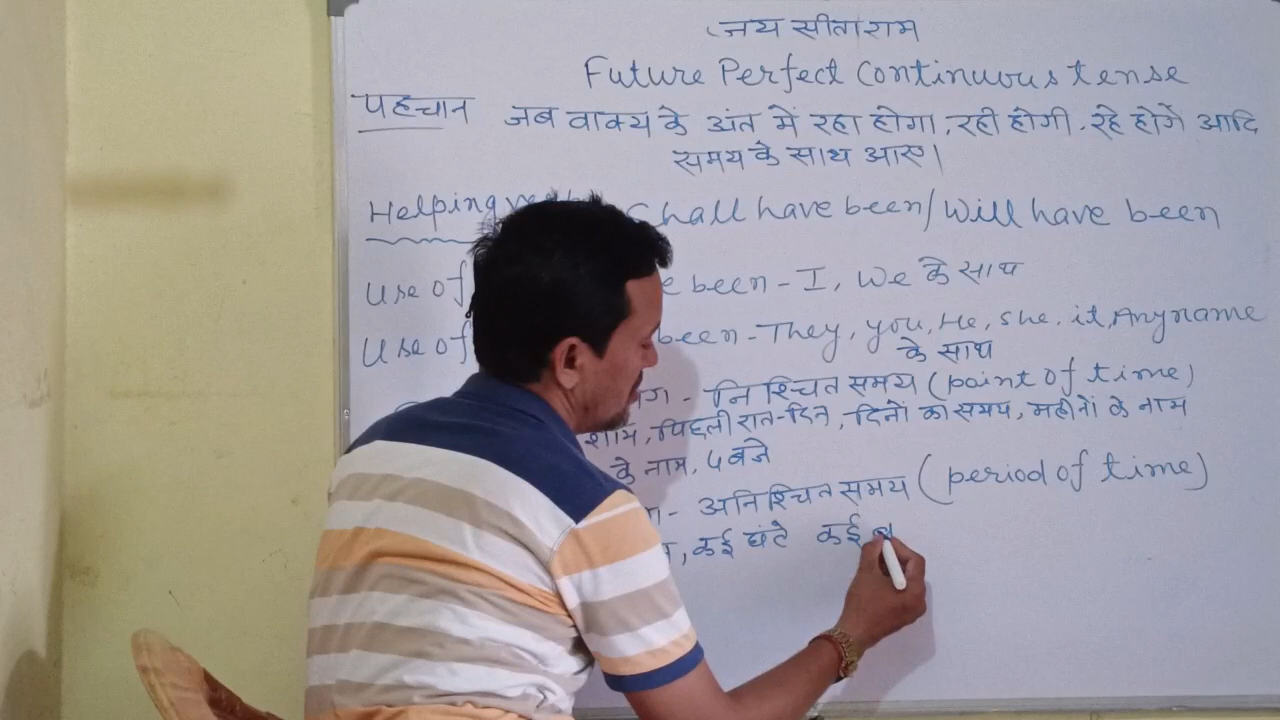 जय सीताराम
Future Perfect Continuous tense
पहचान जब वाक्य के अंत में रहा होगा, रही होगी, रहे होगें आदि
समय के साथ आए।
Helping Shall have been/Will have been
Use of been - I, We के साथ
Use of been - They, you, He, she, it, Any name
के साथ
- निश्चित समय (point of time)
शाम, पिछली रात-दिन, दिनों का समय, महीनों के नाम
के नाम, 4 बजे
- अनिश्चित समय (period of time)
, कई घंटे कई